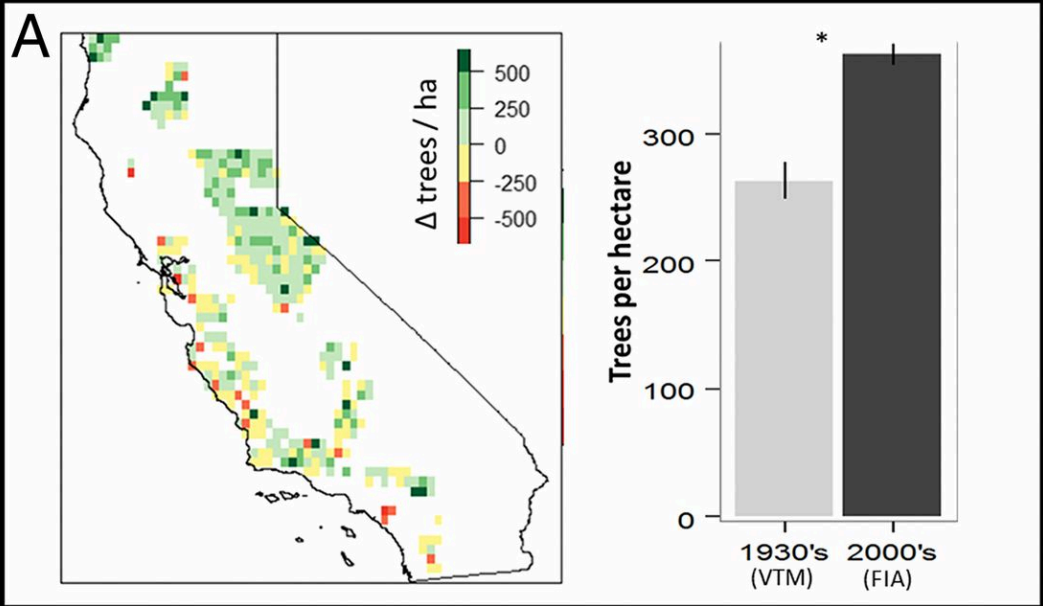 A
Δ trees / ha
500
250
0
-250
-500
*
Trees per hectare
300
200
100
0
1930's
(VTM)
2000's
(FIA)